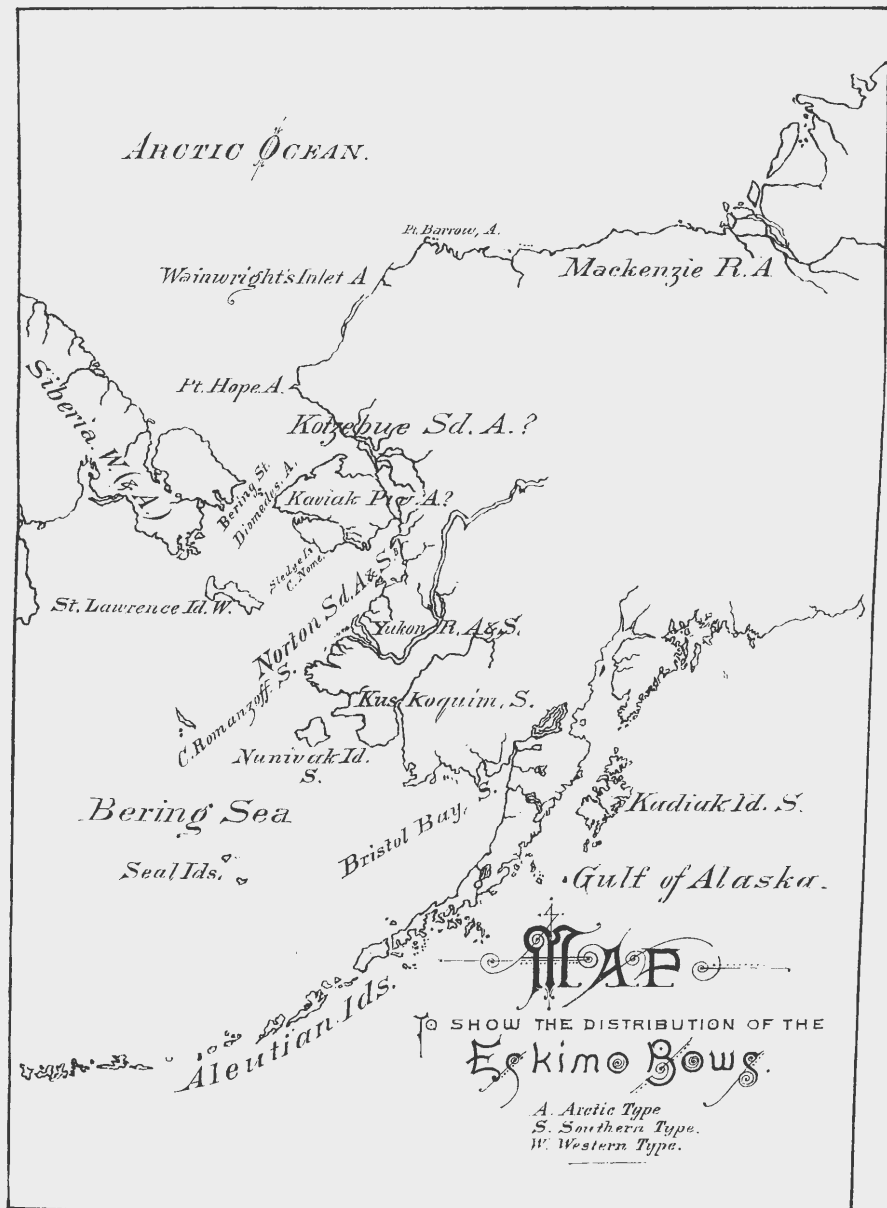 ARCTIC OCEAN.
Pt. Barrow, A.
Wainwright's Inlet A
Mackenzie R. A
Pt. Hope A.
Kotzebue Sd. A.?
Siberia. W (& A.)
Bering St.
Diomedes. A.
Kaviak Pen. A?
Sledge Is
C. Nome.
St. Lawrence Id. W.
Norton Sd. A & S.
Yukon R. A & S.
C. Romanzoff S.
Kus Koquim, S.
Nunivak Id.
S.
Bering Sea
Bristol Bay, S.
Kadiak Id. S.
Seal Ids.
Gulf of Alaska.
Aleutian Ids.
MAP
TO SHOW THE DISTRIBUTION OF THE
Eskimo Bows.
A. Arctic Type
S. Southern Type.
W. Western Type.